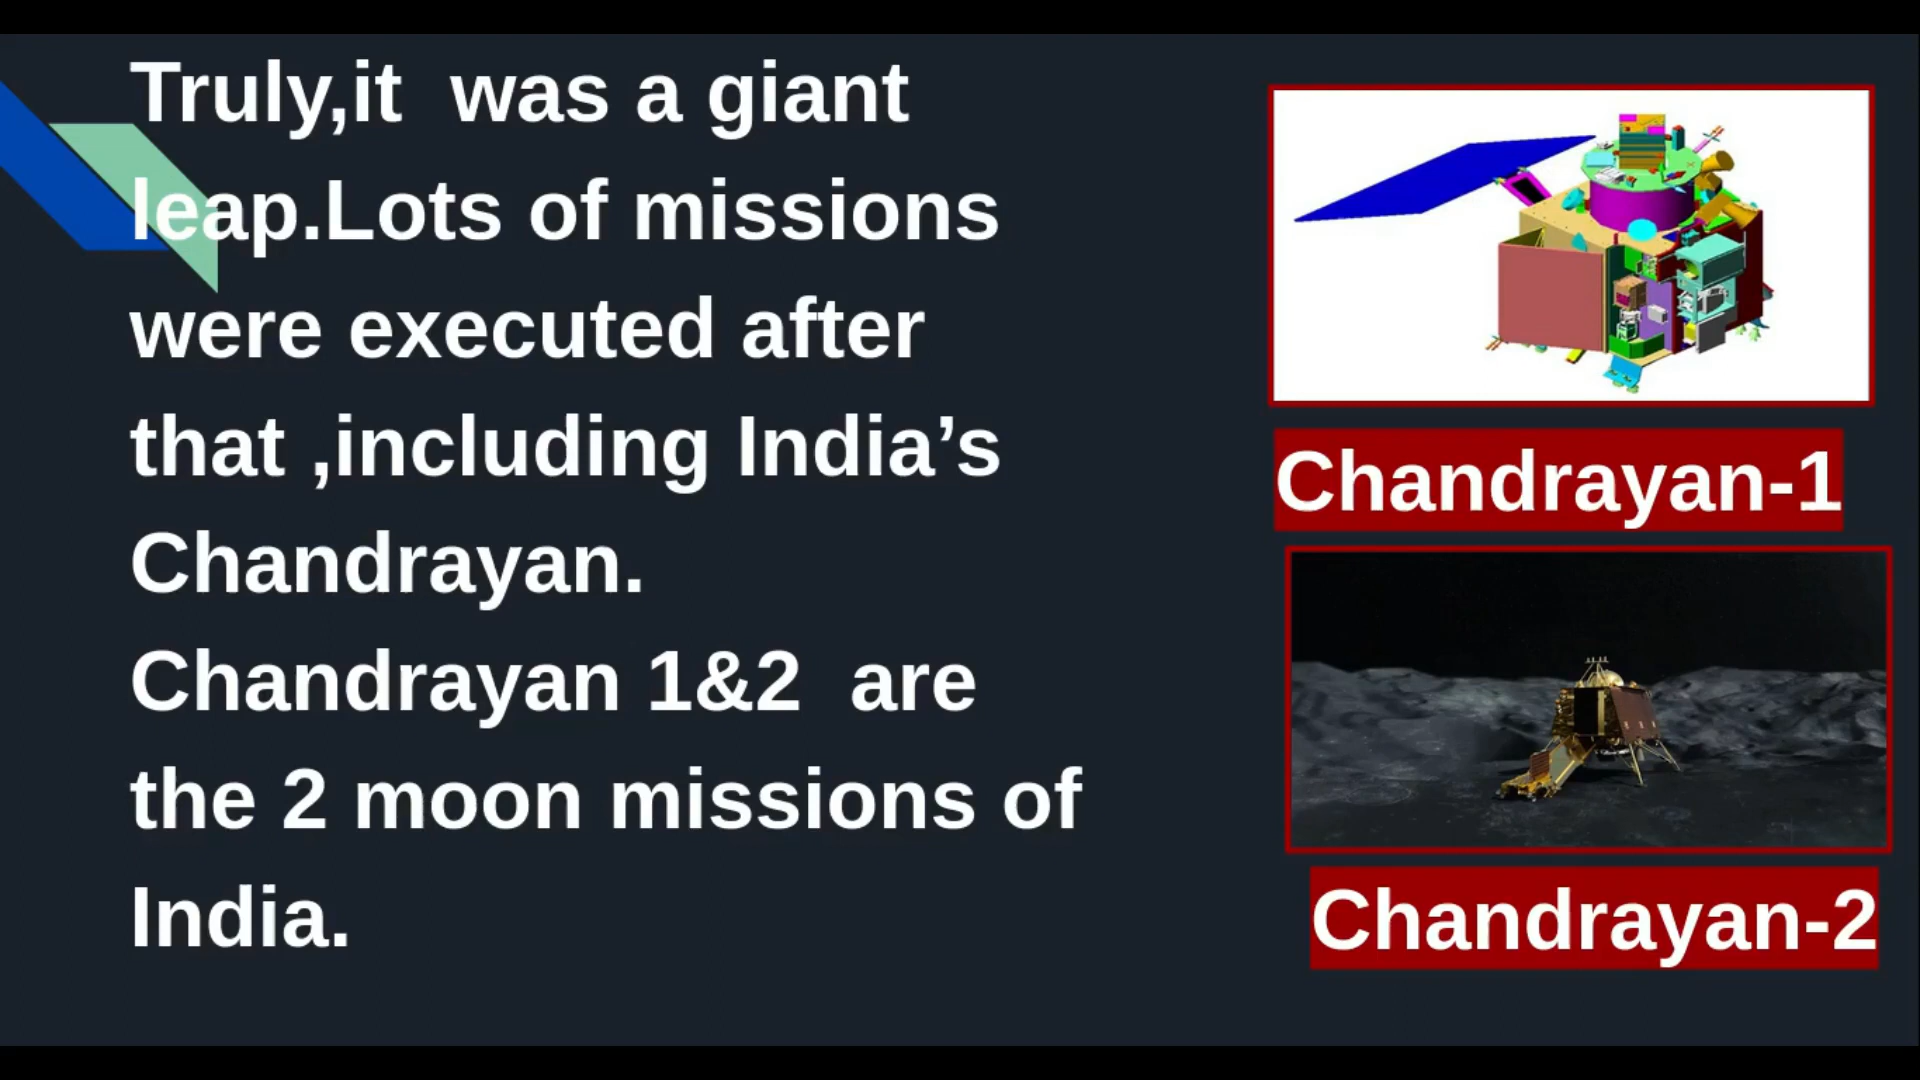 Truly,it  was a giant
leap.Lots of missions
were executed after
that ,including India’s
Chandrayan.
Chandrayan 1&2  are
the 2 moon missions of
India.
Chandrayan-1
Chandrayan-2